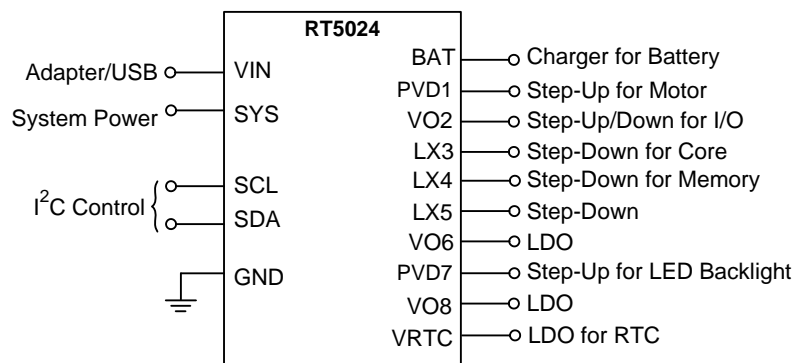 RT5024
Adapter/USB VIN
System Power SYS
I²C Control { SCL
SDA
GND
BAT Charger for Battery
PVD1 Step-Up for Motor
VO2 Step-Up/Down for I/O
LX3 Step-Down for Core
LX4 Step-Down for Memory
LX5 Step-Down
VO6 LDO
PVD7 Step-Up for LED Backlight
VO8 LDO
VRTC LDO for RTC